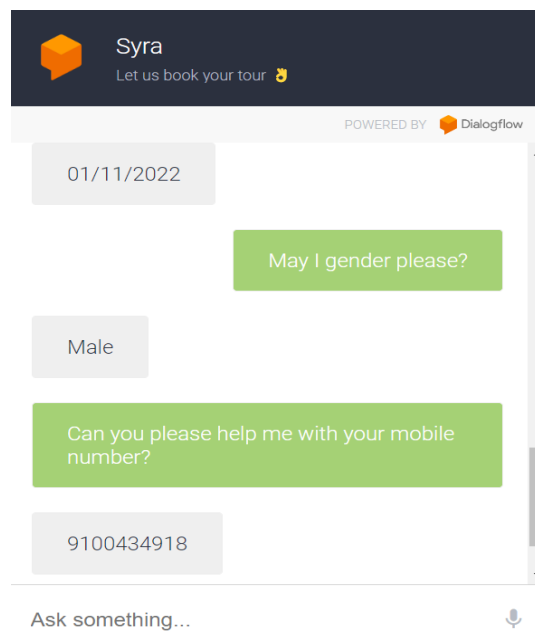 Syra
Let us book your tour 👌
POWERED BY Dialogflow
01/11/2022
May I gender please?
Male
Can you please help me with your mobile
number?
9100434918
Ask something...